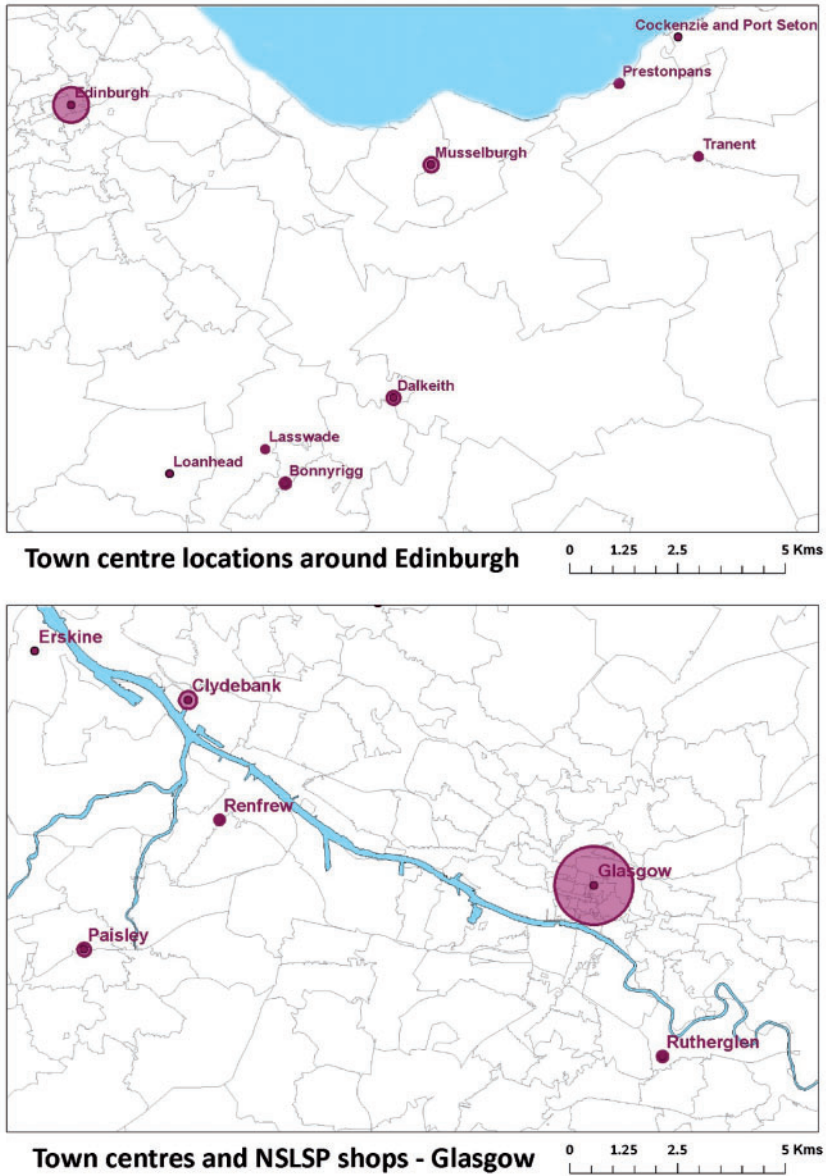 Cockenzie and Port Seton
Prestonpans
Edinburgh
Musselburgh
Tranent
Dalkeith
Lasswade
Loanhead
Bonnyrigg
Town centre locations around Edinburgh
0 1.25 2.5 5 Kms
Erskine
Clydebank
Renfrew
Glasgow
Paisley
Rutherglen
Town centres and NSLSP shops - Glasgow
0 1.25 2.5 5 Kms